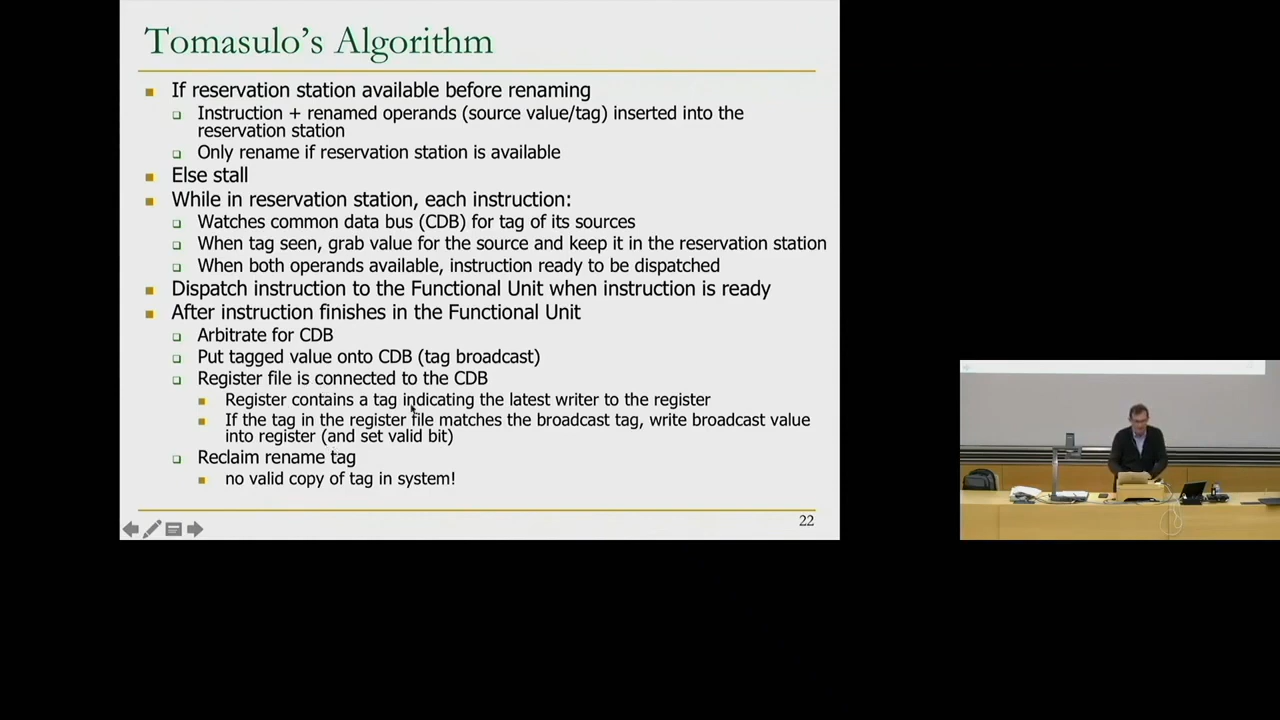 Tomasulo's Algorithm
If reservation station available before renaming
Instruction + renamed operands (source value/tag) inserted into the
reservation station
Only rename if reservation station is available
Else stall
While in reservation station, each instruction:
Watches common data bus (CDB) for tag of its sources
When tag seen, grab value for the source and keep it in the reservation station
When both operands available, instruction ready to be dispatched
Dispatch instruction to the Functional Unit when instruction is ready
After instruction finishes in the Functional Unit
Arbitrate for CDB
Put tagged value onto CDB (tag broadcast)
Register file is connected to the CDB
Register contains a tag indicating the latest writer to the register
If the tag in the register file matches the broadcast tag, write broadcast value
into register (and set valid bit)
Reclaim rename tag
no valid copy of tag in system!
22